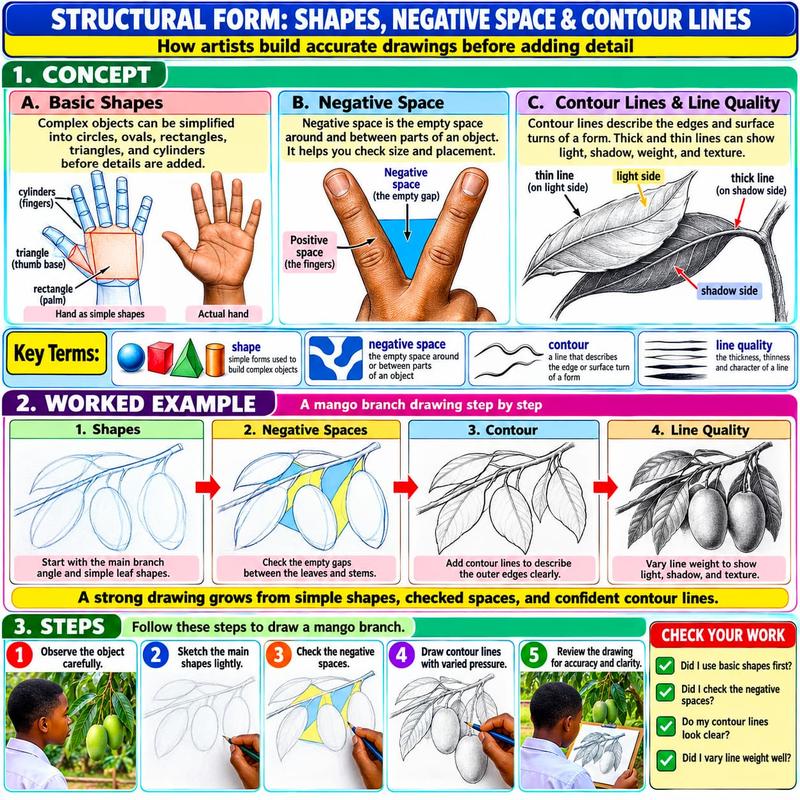 STRUCTURAL FORM: SHAPES, NEGATIVE SPACE & CONTOUR LINES
How artists build accurate drawings before adding detail
1. CONCEPT
A. Basic Shapes
Complex objects can be simplified
into circles, ovals, rectangles,
triangles, and cylinders
before details are added.
cylinders
(fingers)
triangle
(thumb base)
rectangle
(palm)
Hand as simple shapes
Actual hand
B. Negative Space
Negative space is the empty space
around and between parts of an object.
It helps you check size and placement.
Negative
space
(the empty gap)
Positive
space
(the fingers)
C. Contour Lines & Line Quality
Contour lines describe the edges and surface
turns of a form. Thick and thin lines can show
light, shadow, weight, and texture.
thin line
(on light side)
light side
thick line
(on shadow side)
shadow side
Key Terms:
shape
simple forms used to
build complex objects
negative space
the empty space around
or between parts
of an object
contour
a line that describes
the edge or surface turn
of a form
line quality
the thickness, thinness
and character of a line
2. WORKED EXAMPLE
A mango branch drawing step by step
1. Shapes
Start with the main branch
angle and simple leaf shapes.
2. Negative Spaces
Check the empty gaps
between the leaves and stems.
3. Contour
Add contour lines to describe
the outer edges clearly.
4. Line Quality
Vary line weight to show
light, shadow, and texture.
A strong drawing grows from simple shapes, checked spaces, and confident contour lines.
3. STEPS
Follow these steps to draw a mango branch.
1 Observe the object
carefully.
2 Sketch the main
shapes lightly.
3 Check the negative
spaces.
4 Draw contour lines
with varied pressure.
5 Review the drawing
for accuracy and clarity.
CHECK YOUR WORK
Did I use basic shapes first?
Did I check the negative
spaces?
Do my contour lines
look clear?
Did I vary line weight well?